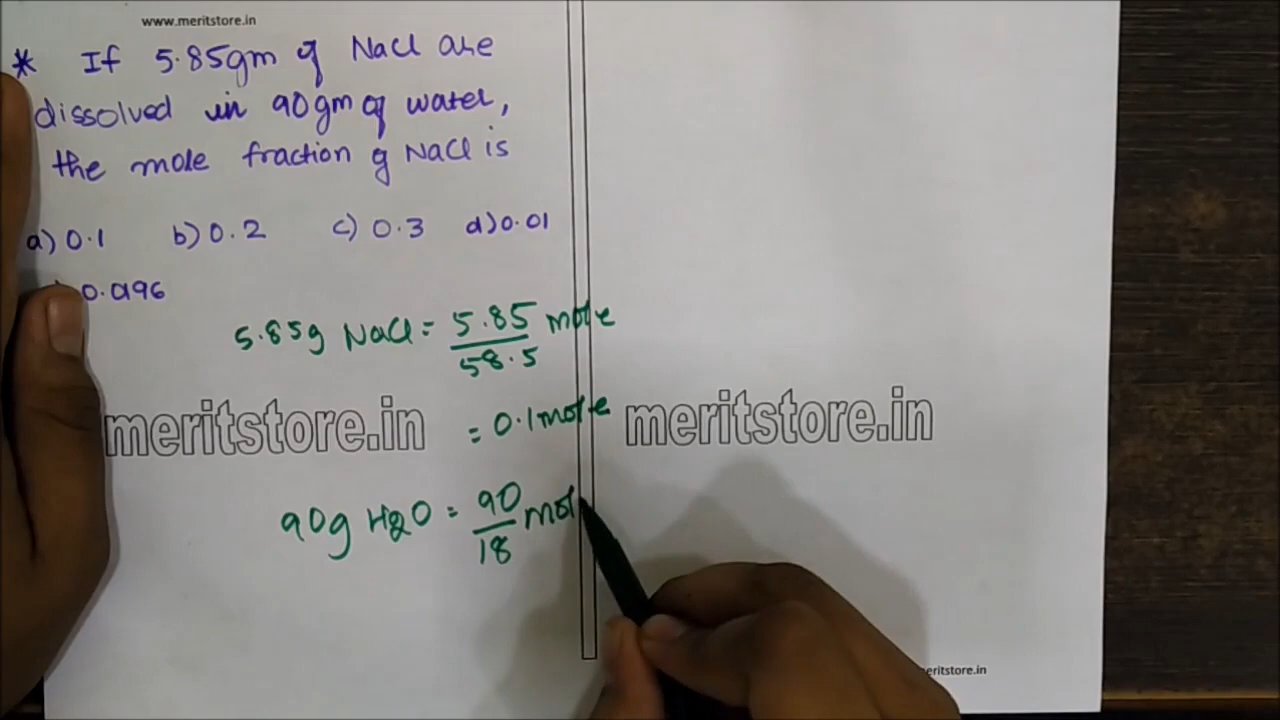 www.meritstore.in
* If 5.85gm of NaCl are
dissolved in 90gm of water,
the mole fraction of NaCl is
a) 0.1 b) 0.2 c) 0.3 d) 0.01
0.0196
5.85g NaCl = 5.85/58.5 mole
= 0.1 mole
meritstore.in meritstore.in
90g H2O = 90/18 mol
eritstore.in